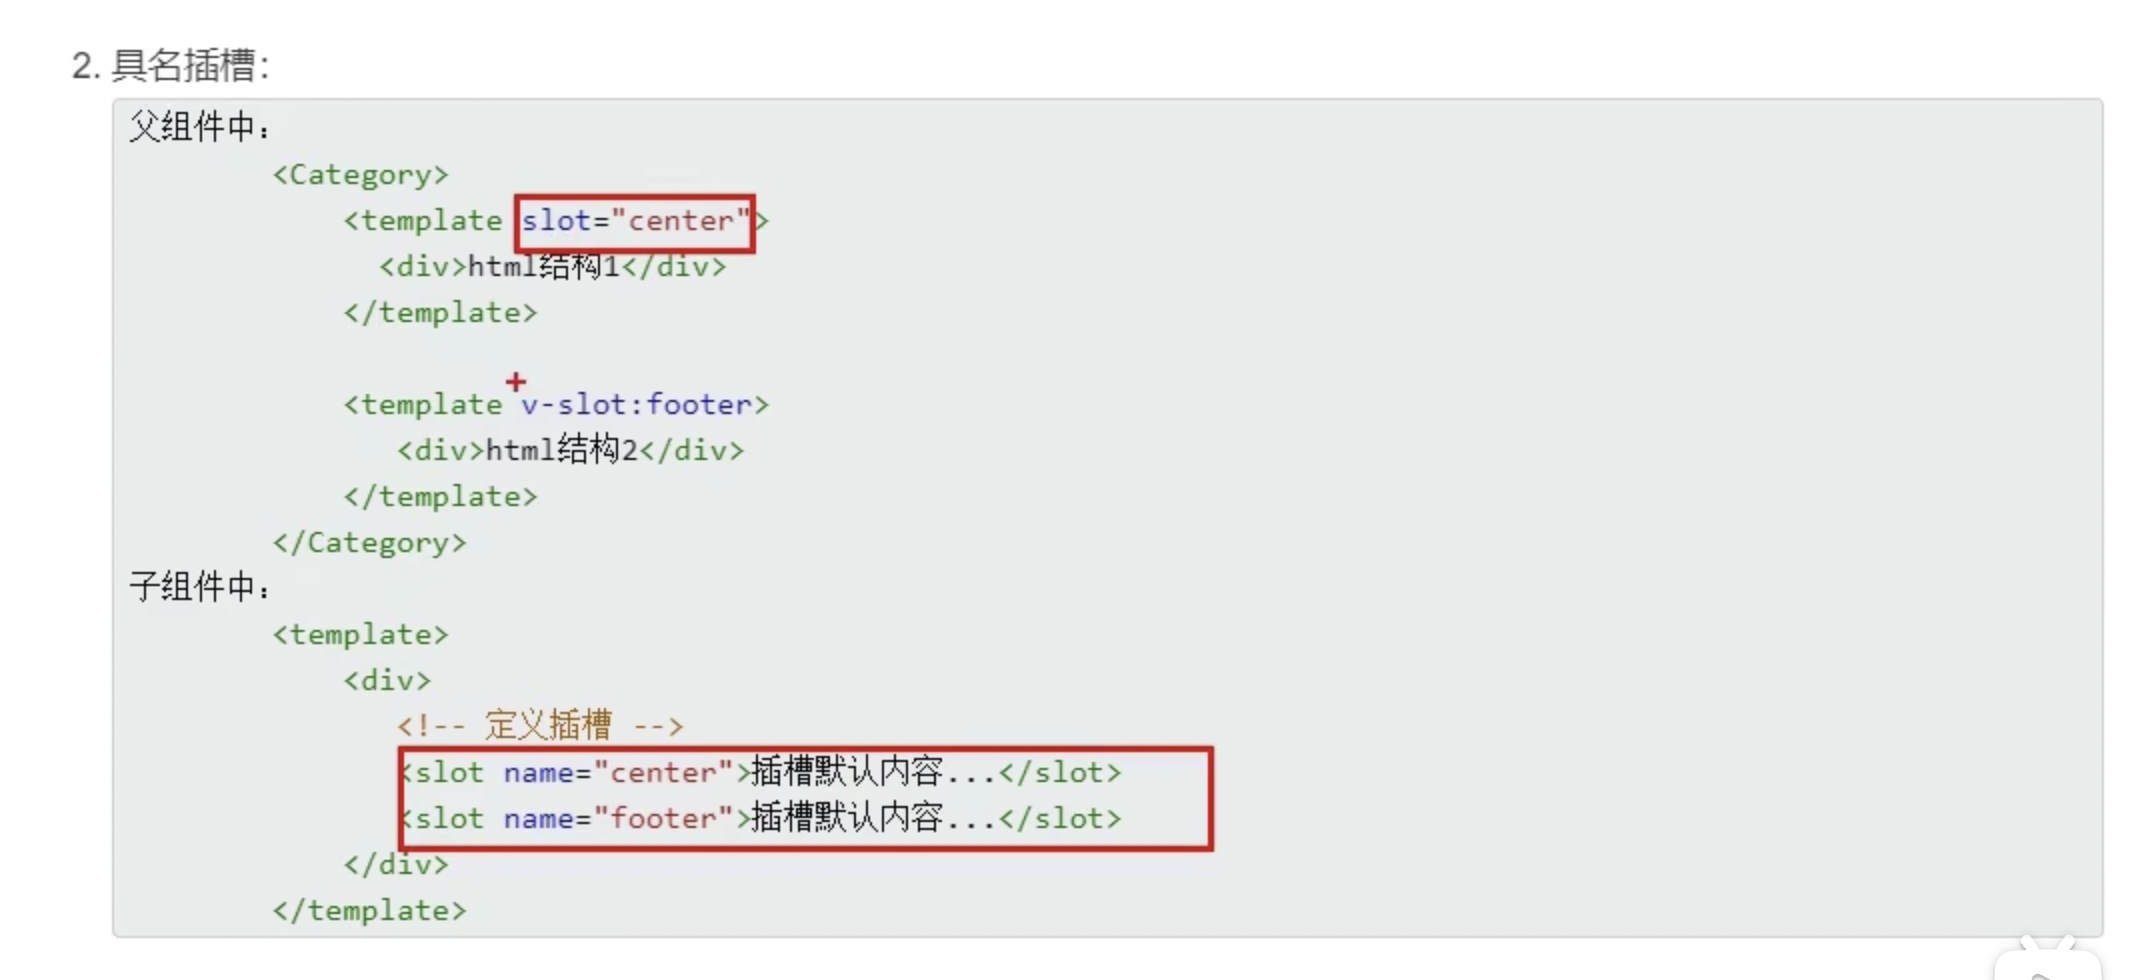 2. 具名插槽：
父组件中：
<Category>
<template slot="center">
<div>html结构1</div>
</template>
<template v-slot:footer>
<div>html结构2</div>
</template>
</Category>
子组件中：
<template>
<div>
<!-- 定义插槽 -->
<slot name="center">插槽默认内容...</slot>
<slot name="footer">插槽默认内容...</slot>
</div>
</template>